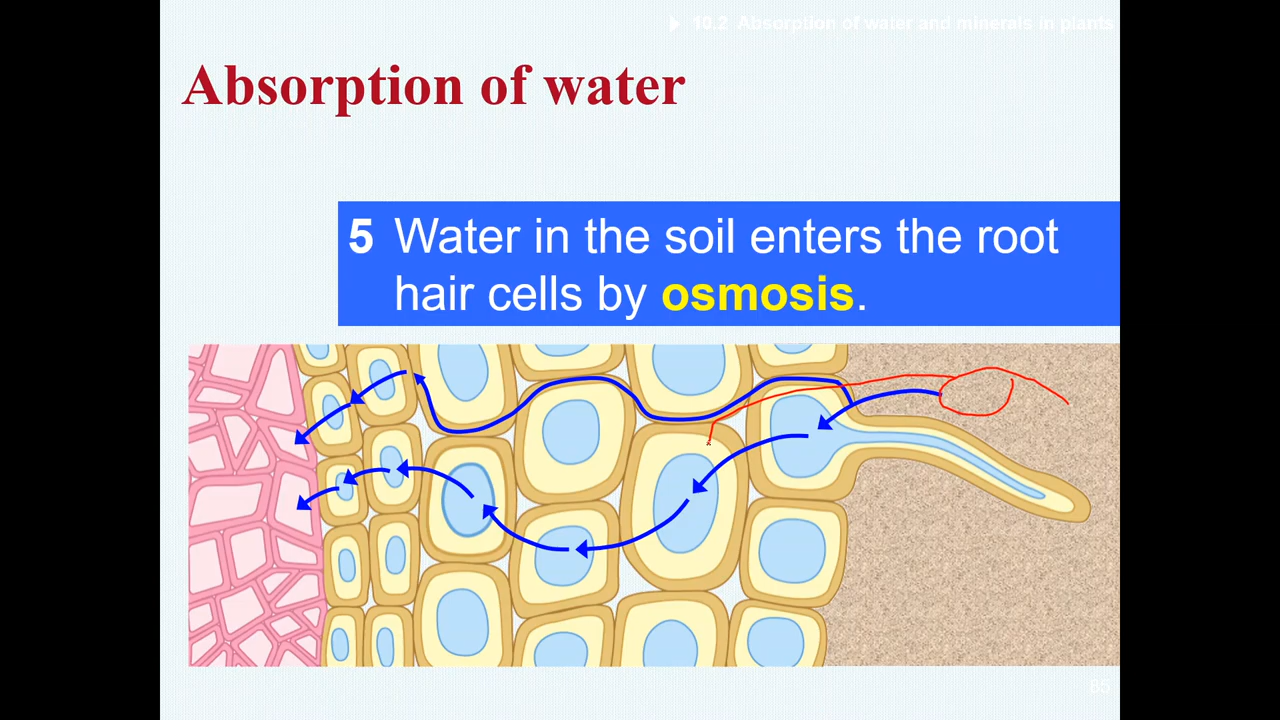 10.2 Absorption of water and minerals in plants
Absorption of water
5 Water in the soil enters the root
hair cells by osmosis.
85